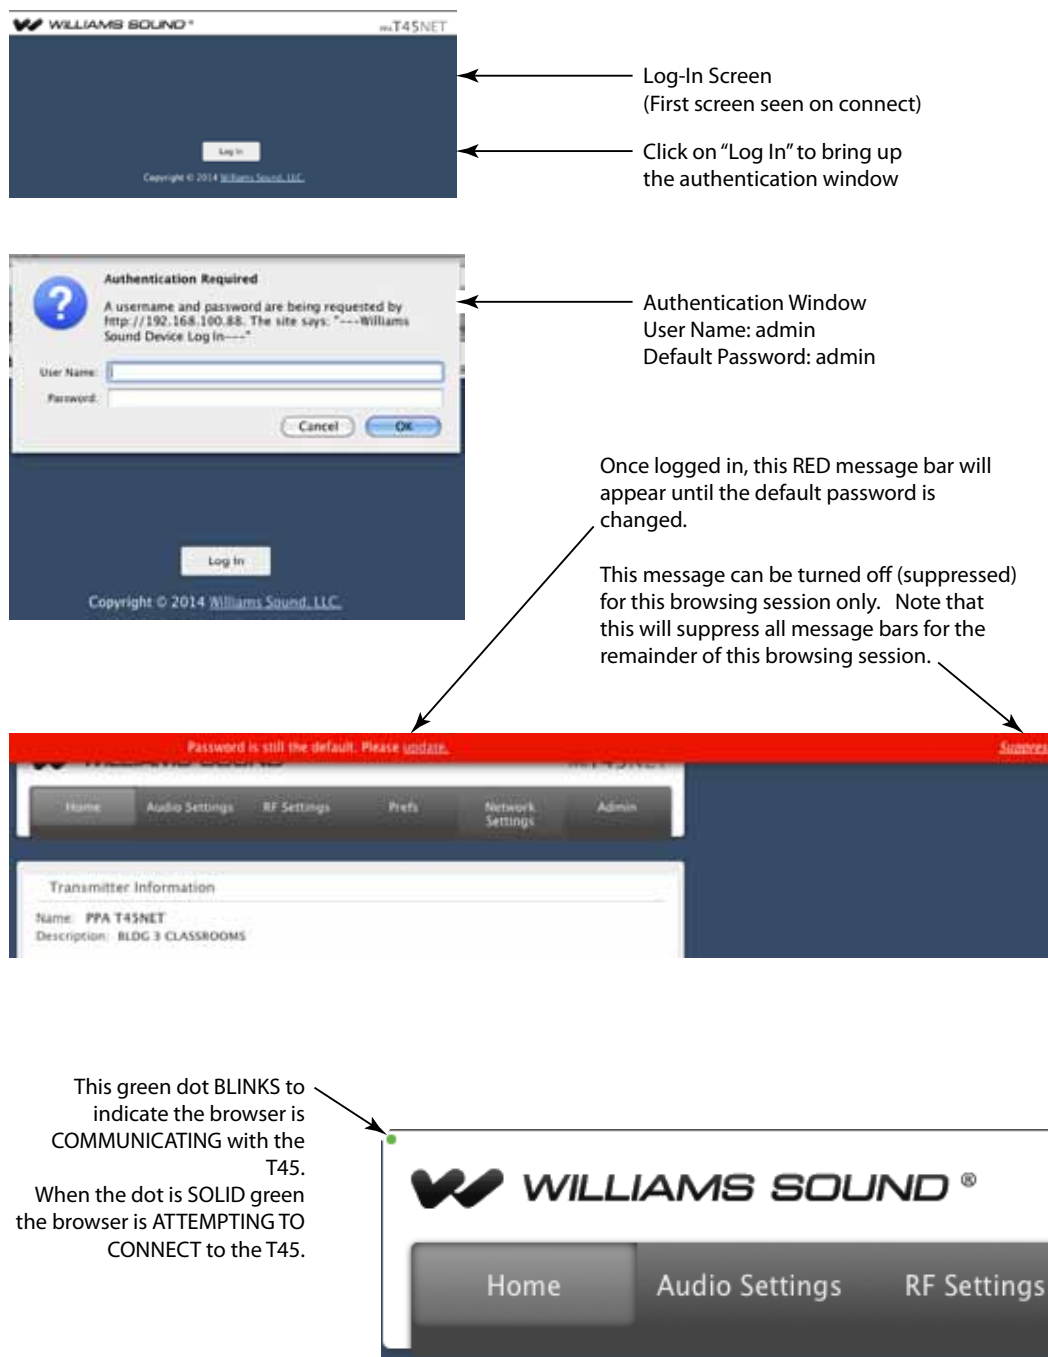 WILLIAMS SOUND®
T45NET
Log-In Screen
(First screen seen on connect)
Log In
Click on “Log In” to bring up
the authentication window
Copyright © 2014 Williams Sound, LLC.
Authentication Required
A username and password are being requested by
http://192.168.100.88. The site says: "---Williams
Sound Device Log In---"
User Name:
Password:
Cancel
OK
Authentication Window
User Name: admin
Default Password: admin
Log In
Copyright © 2014 Williams Sound, LLC.
Once logged in, this RED message bar will
appear until the default password is
changed.
This message can be turned off (suppressed)
for this browsing session only.   Note that
this will suppress all message bars for the
remainder of this browsing session.
Password is still the default. Please update.
Suppres
WILLIAMS SOUND
T45NET
Home
Audio Settings
RF Settings
Prefs
Network
Settings
Admin
Transmitter Information
Name: PPA T45NET
Description: BLDG 3 CLASSROOMS
This green dot BLINKS to
indicate the browser is
COMMUNICATING with the
T45.
When the dot is SOLID green
the browser is ATTEMPTING TO
CONNECT to the T45.
WILLIAMS SOUND®
Home
Audio Settings
RF Settings